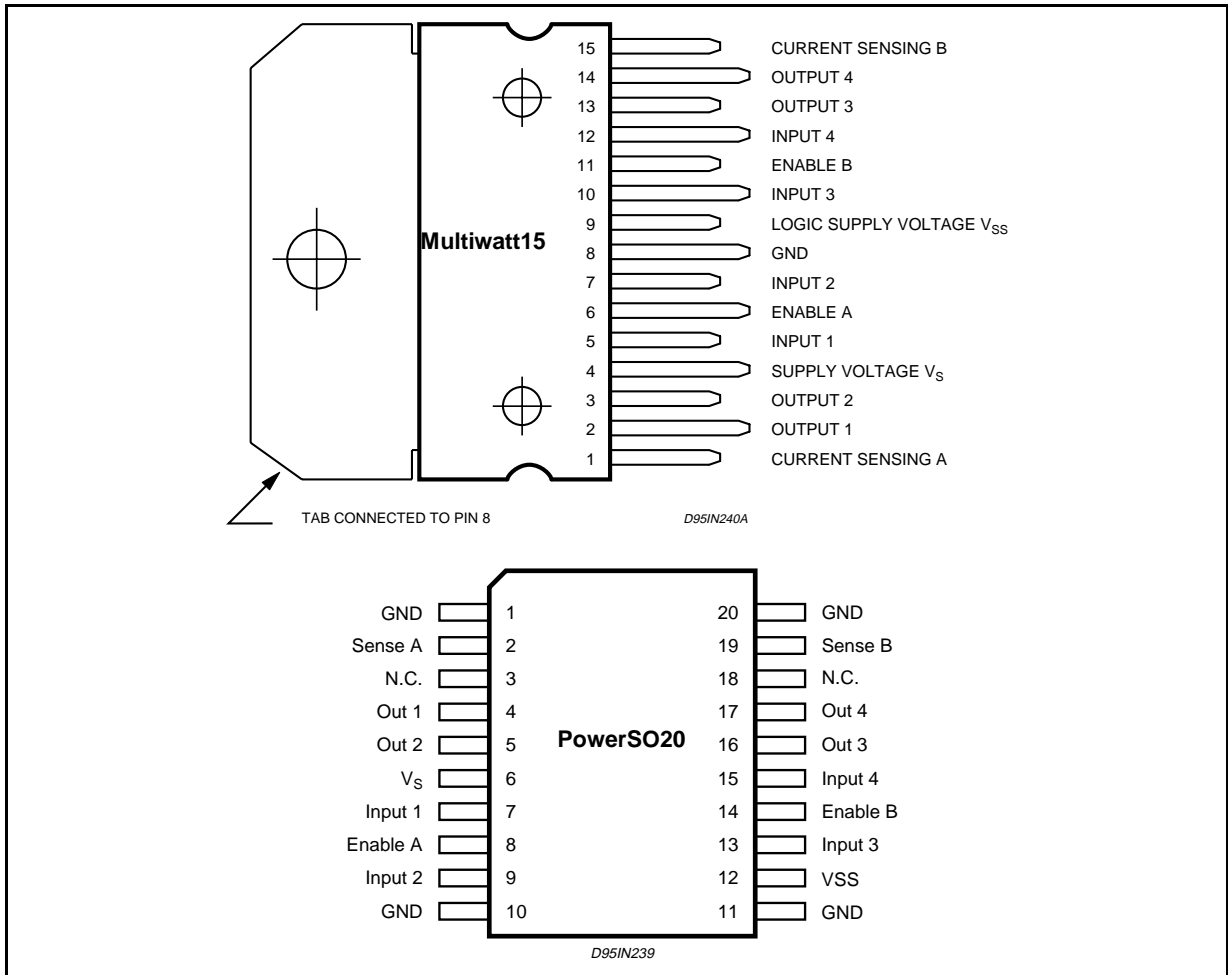 15 CURRENT SENSING B
14 OUTPUT 4
13 OUTPUT 3
12 INPUT 4
11 ENABLE B
10 INPUT 3
9 LOGIC SUPPLY VOLTAGE VSS
Multiwatt15
8 GND
7 INPUT 2
6 ENABLE A
5 INPUT 1
4 SUPPLY VOLTAGE VS
3 OUTPUT 2
2 OUTPUT 1
1 CURRENT SENSING A
TAB CONNECTED TO PIN 8
D95IN240A
GND 1 20 GND
Sense A 2 19 Sense B
N.C. 3 18 N.C.
Out 1 4 17 Out 4
PowerSO20
Out 2 5 16 Out 3
VS 6 15 Input 4
Input 1 7 14 Enable B
Enable A 8 13 Input 3
Input 2 9 12 VSS
GND 10 11 GND
D95IN239